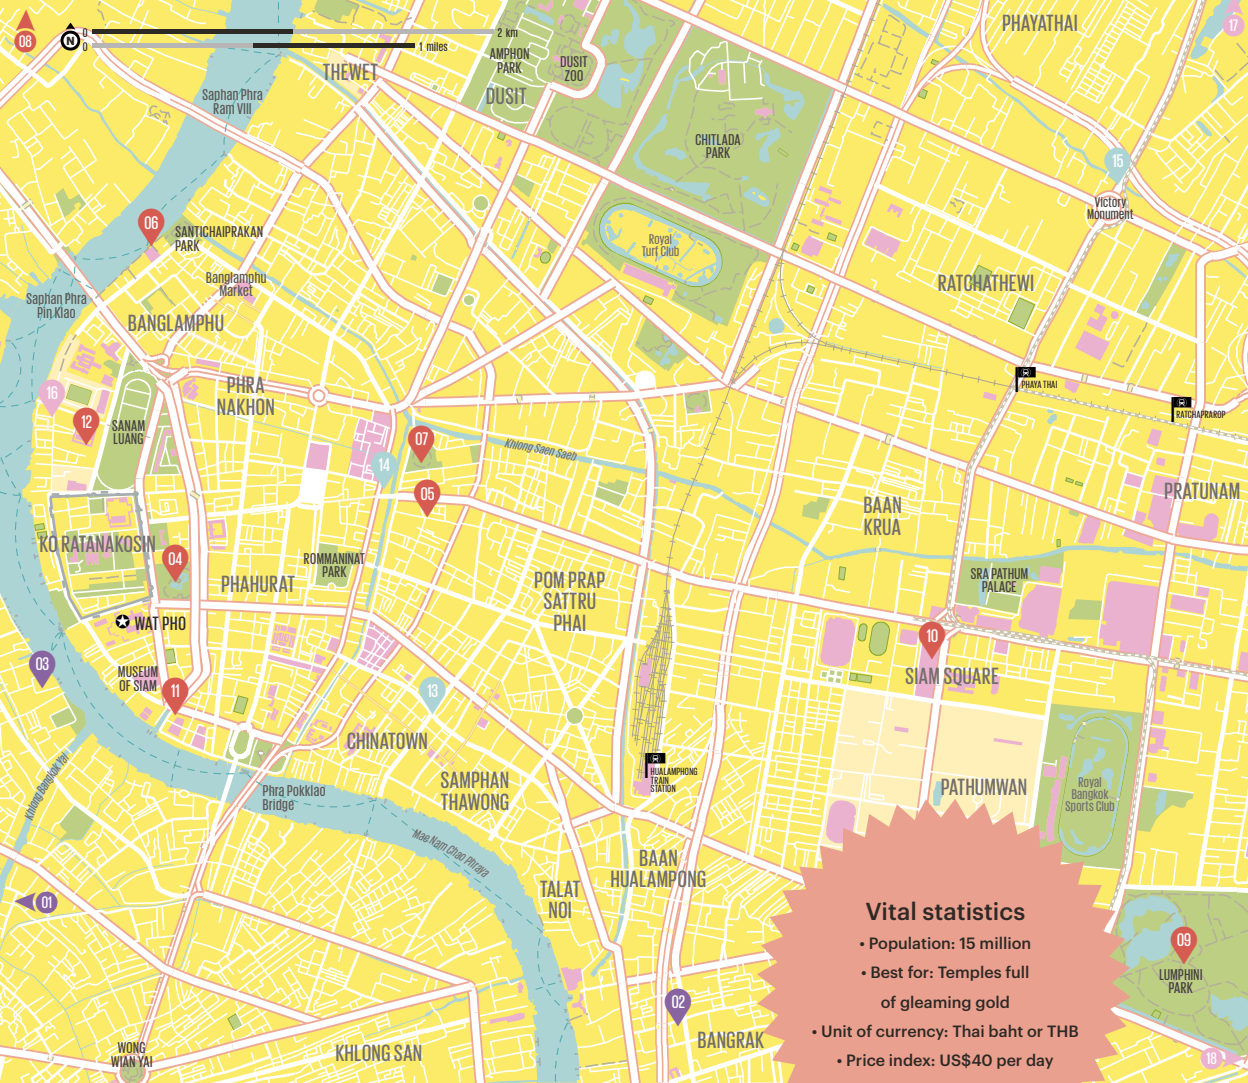 08
N
0
2 km
0
1 miles
THEWET
AMPHON
PARK
DUSIT
ZOO
DUSIT
PHAYATHAI
17
Saphan Phra
Ram VIII
CHITLADA
PARK
15
Victory
Monument
06
SANTICHAIPRAKAN
PARK
Royal
Turf Club
Banglamphu
Market
RATCHATHEWI
Saphan Phra
Pin Klao
BANGLAMPHU
PHAYA THAI
RATCHAPRAROP
PHRA
NAKHON
16
12
SANAM
LUANG
07
14
Khlong Saen Saeb
05
BAAN
KRUA
PRATUNAM
KO RATANAKOSIN
04
ROMMANINAT
PARK
PHAHURAT
POM PRAP
SATTRU
PHAI
SRA PATHUM
PALACE
WAT PHO
10
03
MUSEUM
OF SIAM
11
13
SIAM SQUARE
CHINATOWN
HUALAMPHONG
TRAIN
STATION
SAMPHAN
THAWONG
Khlong Bangkok Yai
Phra Pokklao
Bridge
PATHUMWAN
Royal
Bangkok
Sports Club
Mae Nam Chao Phraya
BAAN
HUALAMPONG
TALAT
NOI
01
Vital statistics
• Population: 15 million
• Best for: Temples full
of gleaming gold
• Unit of currency: Thai baht or THB
• Price index: US$40 per day
09
LUMPHINI
PARK
02
BANGRAK
WONG
WIAN YAI
KHLONG SAN
18